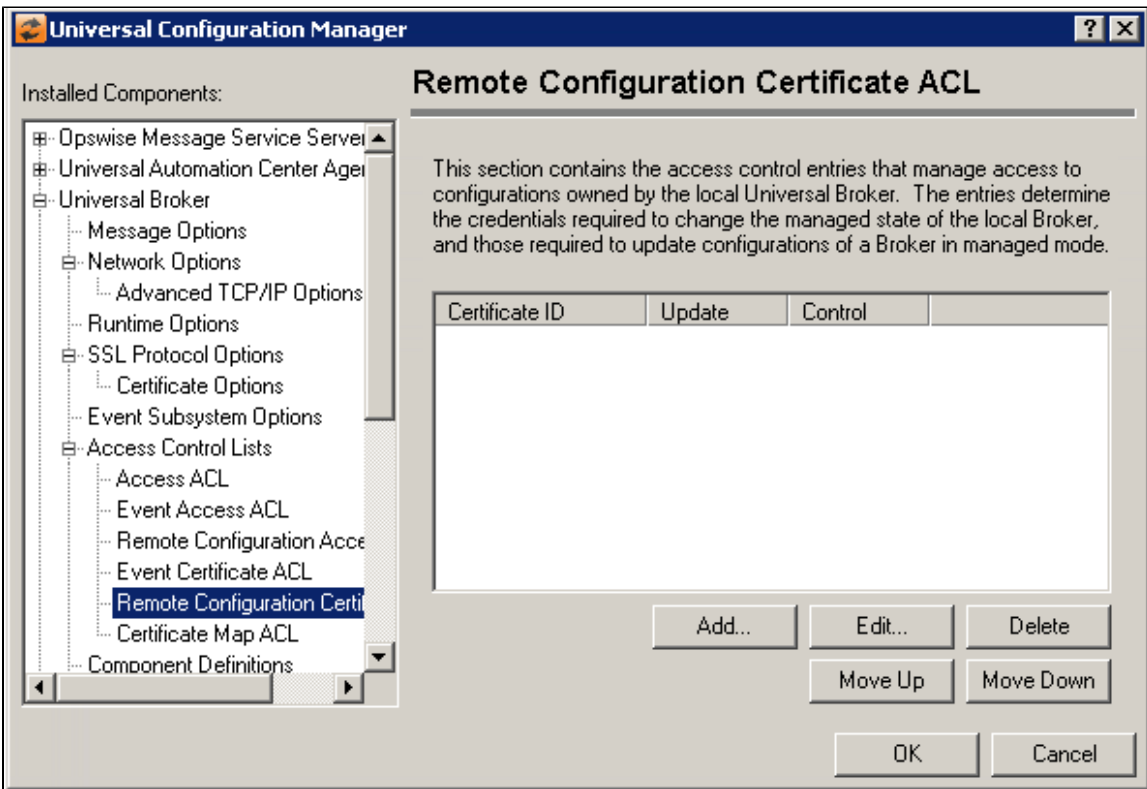 Universal Configuration Manager
Installed Components:
Opswise Message Service Server
Universal Automation Center Agen
Universal Broker
Message Options
Network Options
Advanced TCP/IP Options
Runtime Options
SSL Protocol Options
Certificate Options
Event Subsystem Options
Access Control Lists
Access ACL
Event Access ACL
Remote Configuration Acce
Event Certificate ACL
Remote Configuration Certif
Certificate Map ACL
Component Definitions
Remote Configuration Certificate ACL
This section contains the access control entries that manage access to
configurations owned by the local Universal Broker.  The entries determine
the credentials required to change the managed state of the local Broker,
and those required to update configurations of a Broker in managed mode.
Certificate ID Update Control
Add... Edit... Delete
Move Up Move Down
OK Cancel